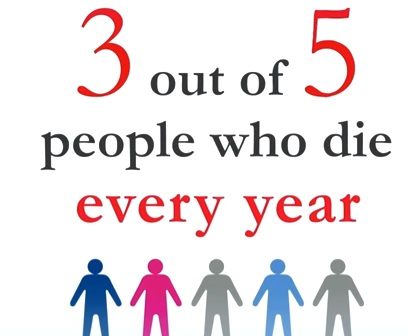 3 out of 5
people who die
every year